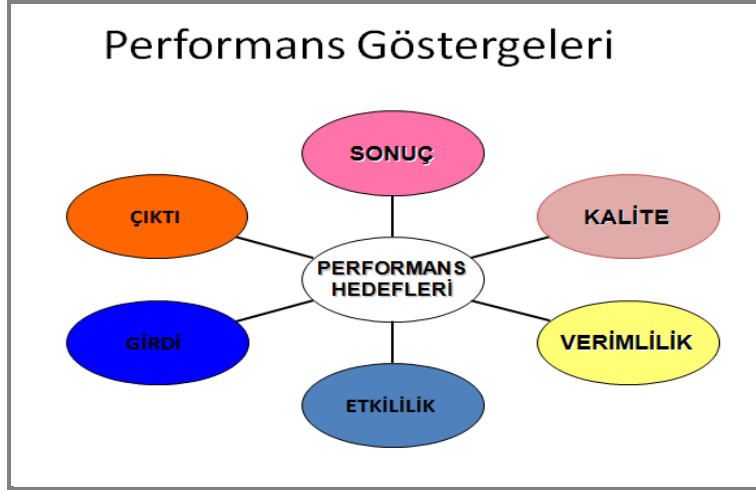 Performans Göstergeleri
SONUÇ
ÇIKTI
KALİTE
PERFORMANS
HEDEFLERİ
GİRDİ
VERİMLİLİK
ETKİLİLİK